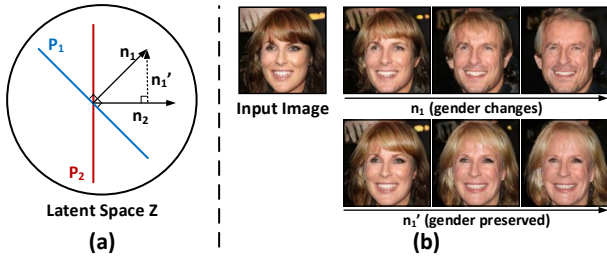 P₁
n₁
n₁'
n₂
P₂
Latent Space Z
(a)
Input Image
n₁ (gender changes)
n₁' (gender preserved)
(b)